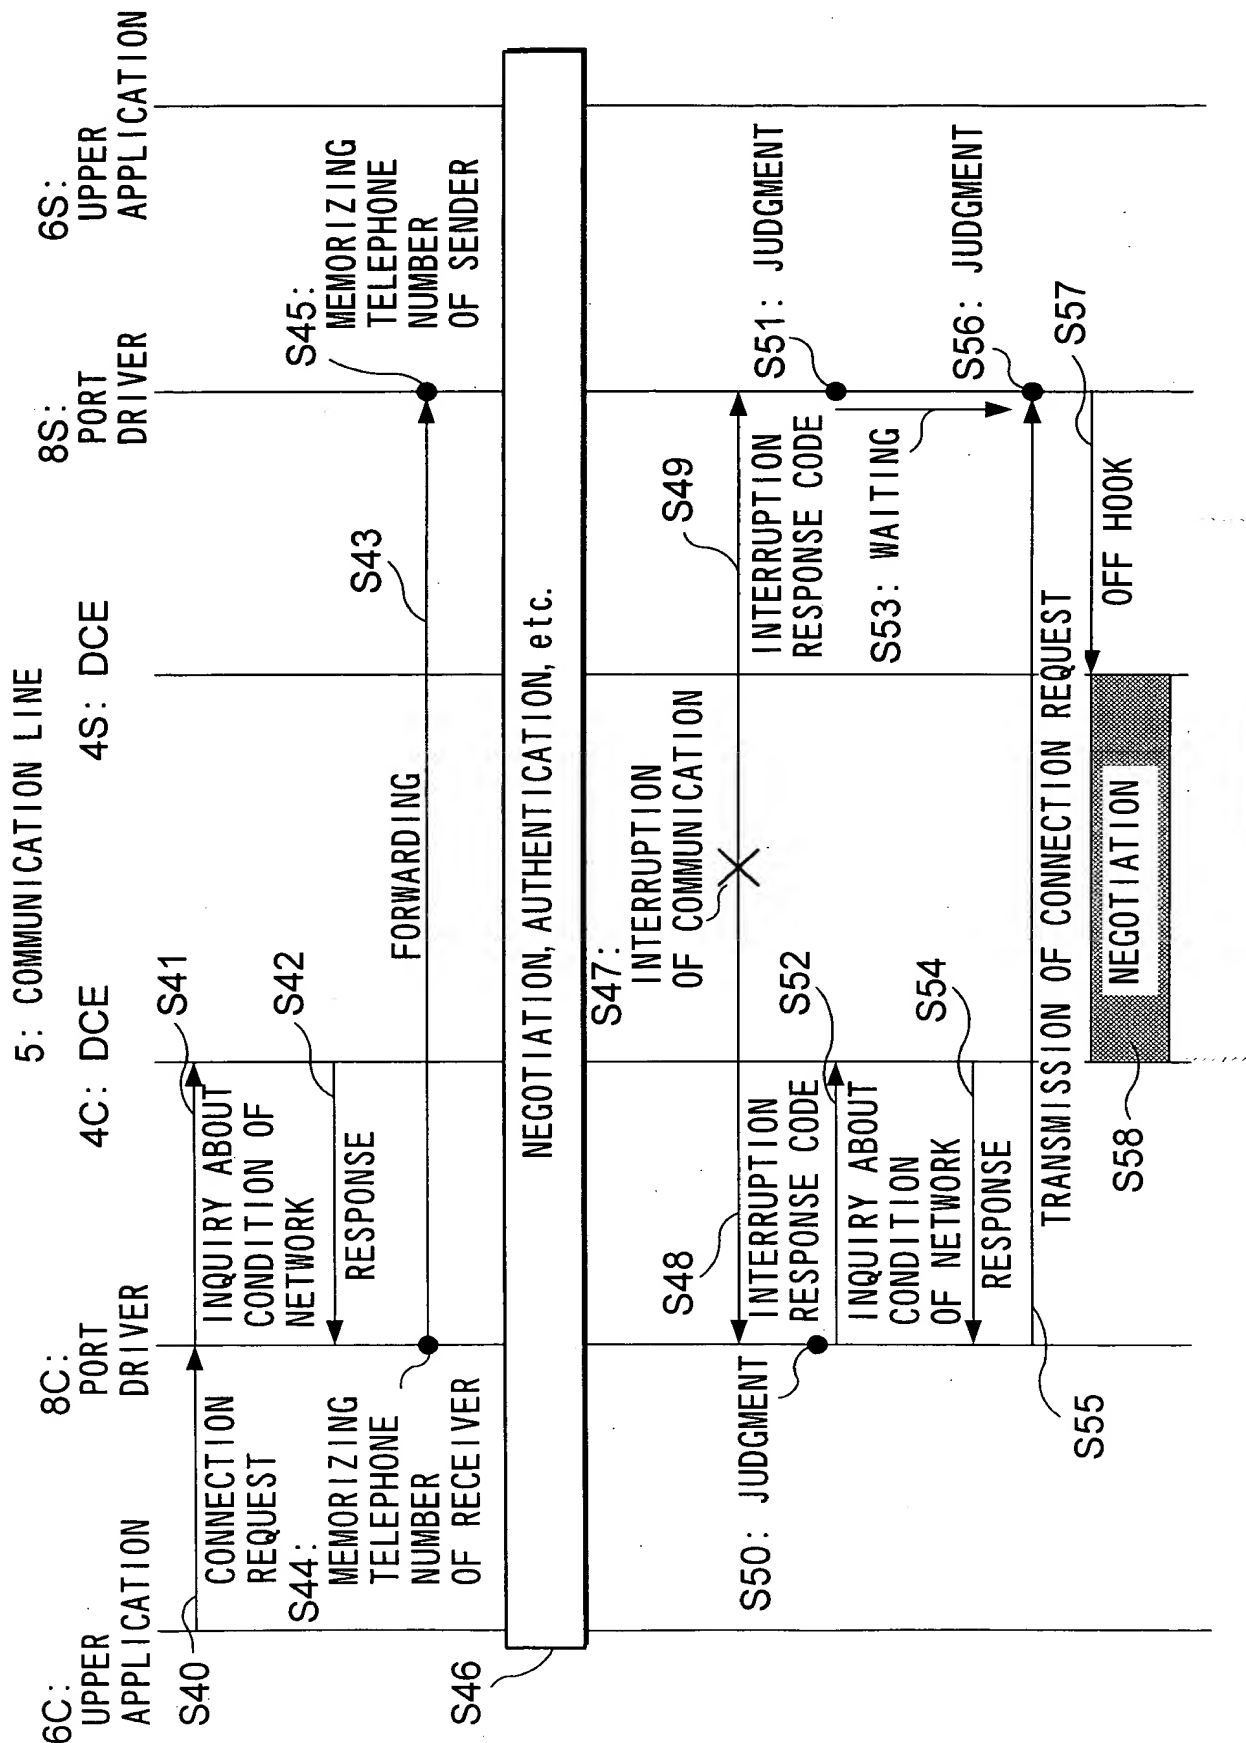 5: COMMUNICATION LINE
6C:
UPPER
APPLICATION
8C:
PORT
DRIVER
4C: DCE
4S: DCE
8S:
PORT
DRIVER
6S:
UPPER
APPLICATION
S40
CONNECTION
REQUEST
S41
INQUIRY ABOUT
CONDITION OF
NETWORK
S42
RESPONSE
S43
FORWARDING
S44:
MEMORIZING
TELEPHONE
NUMBER
OF RECEIVER
S45:
MEMORIZING
TELEPHONE
NUMBER
OF SENDER
S46
NEGOTIATION, AUTHENTICATION, etc.
S47:
INTERRUPTION
OF COMMUNICATION
S48
INTERRUPTION
RESPONSE CODE
S49
INTERRUPTION
RESPONSE CODE
S50: JUDGMENT
S51: JUDGMENT
S52
INQUIRY ABOUT
CONDITION
OF NETWORK
S53: WAITING
S54
RESPONSE
S55
TRANSMISSION OF CONNECTION REQUEST
S56: JUDGMENT
S57
OFF HOOK
S58
NEGOTIATION